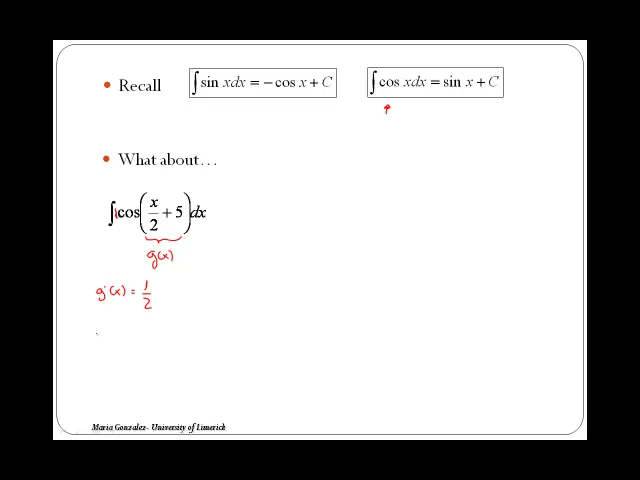 • Recall ∫ sin xdx = − cos x + C ∫ cos xdx = sin x + C
• What about…
∫ 1cos(x/2 + 5)dx
g(x)
g'(x) = 1/2
Maria Gonzalez - University of Limerick